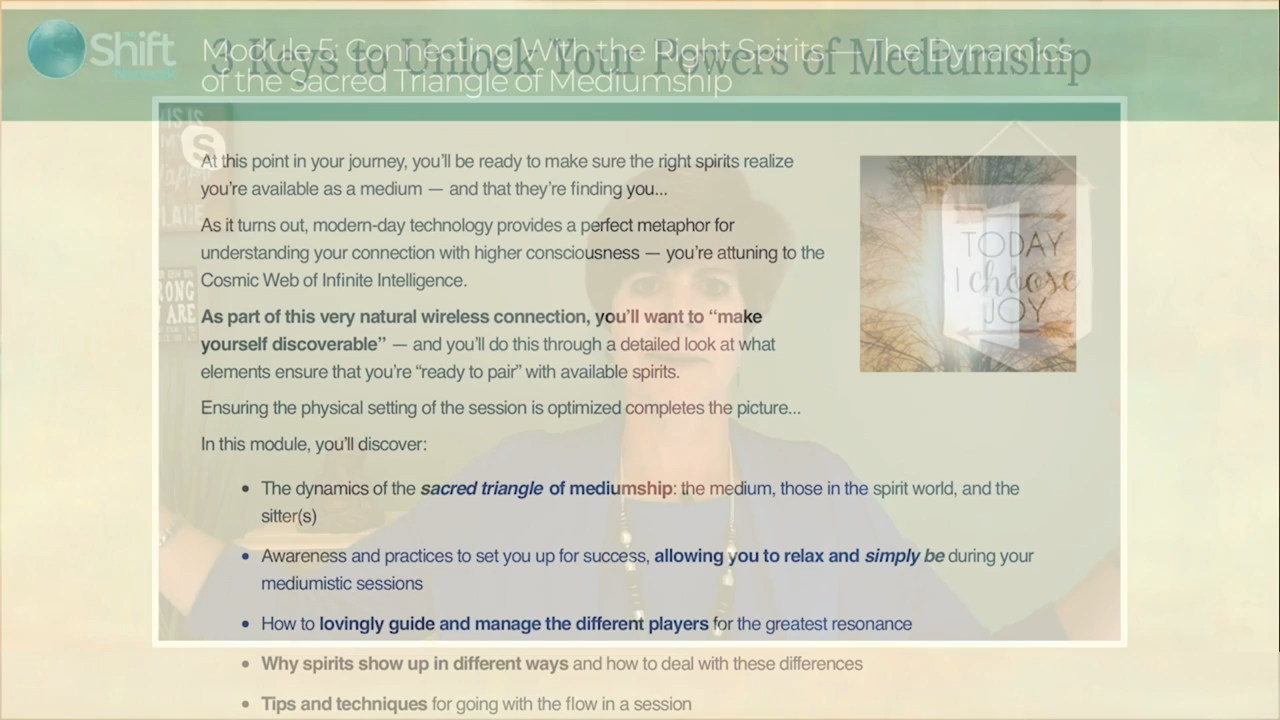 Shift
Network
3 Keys to Unlock Your Powers of Mediumship
Module 5: Connecting With the Right Spirits — The Dynamics
of the Sacred Triangle of Mediumship
At this point in your journey, you’ll be ready to make sure the right spirits realize
you’re available as a medium — and that they’re finding you...
As it turns out, modern-day technology provides a perfect metaphor for
understanding your connection with higher consciousness — you’re attuning to the
Cosmic Web of Infinite Intelligence.
As part of this very natural wireless connection, you’ll want to “make
yourself discoverable” — and you’ll do this through a detailed look at what
elements ensure that you’re “ready to pair” with available spirits.
Ensuring the physical setting of the session is optimized completes the picture...
In this module, you’ll discover:
• The dynamics of the sacred triangle of mediumship: the medium, those in the spirit world, and the
sitter(s)
• Awareness and practices to set you up for success, allowing you to relax and simply be during your
mediumistic sessions
• How to lovingly guide and manage the different players for the greatest resonance
• Why spirits show up in different ways and how to deal with these differences
• Tips and techniques for going with the flow in a session
THIS IS
MY
PLACE
ARE
S
TODAY
I choose
JOY